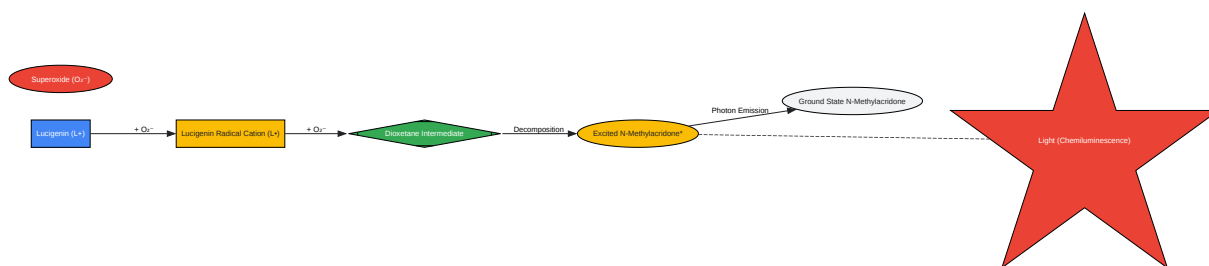 Superoxide (O₂⁻)
Lucigenin (L+)
+ O₂⁻
Lucigenin Radical Cation (L•)
+ O₂⁻
Dioxetane Intermediate
Decomposition
Excited N-Methylacridone*
Photon Emission
Ground State N-Methylacridone
Light (Chemiluminescence)